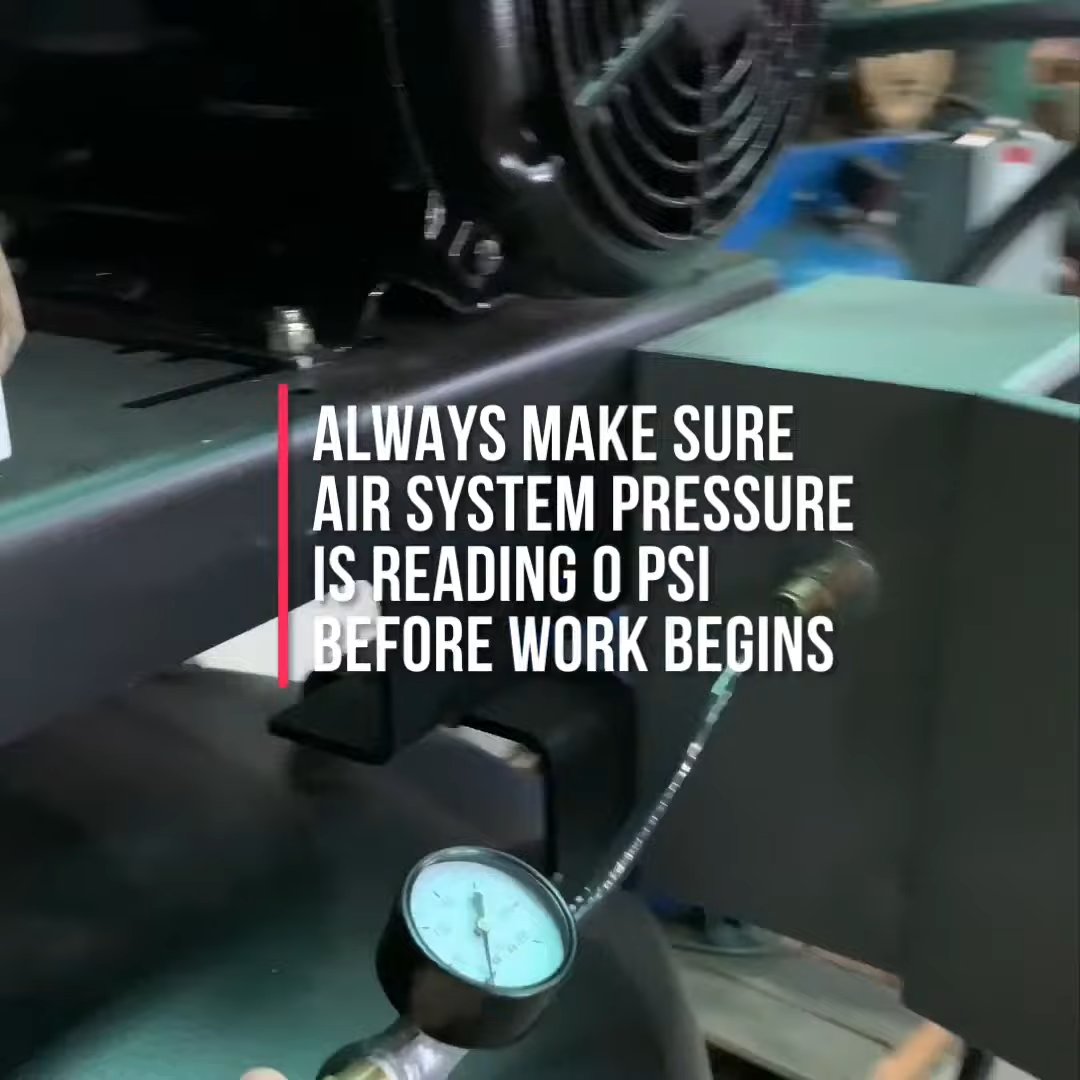 ALWAYS MAKE SURE
AIR SYSTEM PRESSURE
IS READING 0 PSI
BEFORE WORK BEGINS